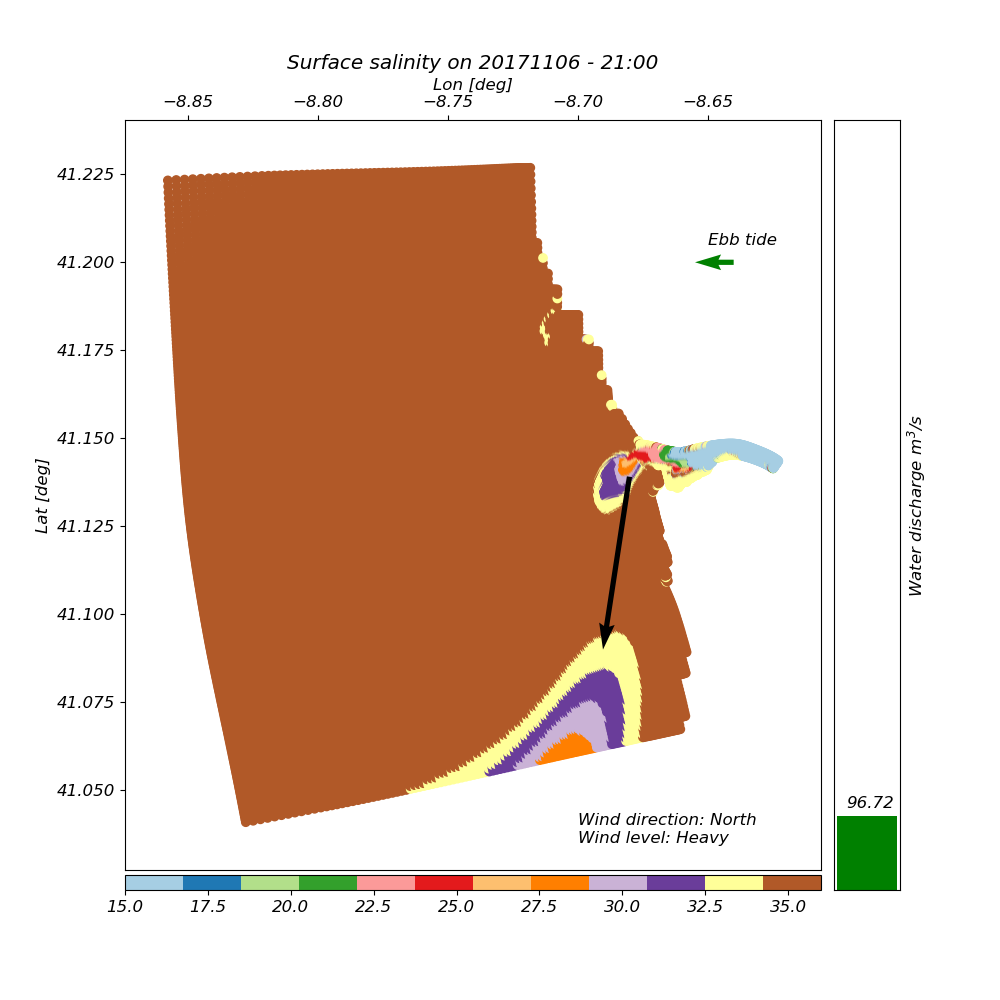 Surface salinity on 20171106 - 21:00
Lon [deg]
−8.85 −8.80 −8.75 −8.70 −8.65
41.225
41.200
41.175
41.150
41.125
41.100
41.075
41.050
Lat [deg]
Ebb tide
Wind direction: North
Wind level: Heavy
96.72
Water discharge m³/s
15.0 17.5 20.0 22.5 25.0 27.5 30.0 32.5 35.0